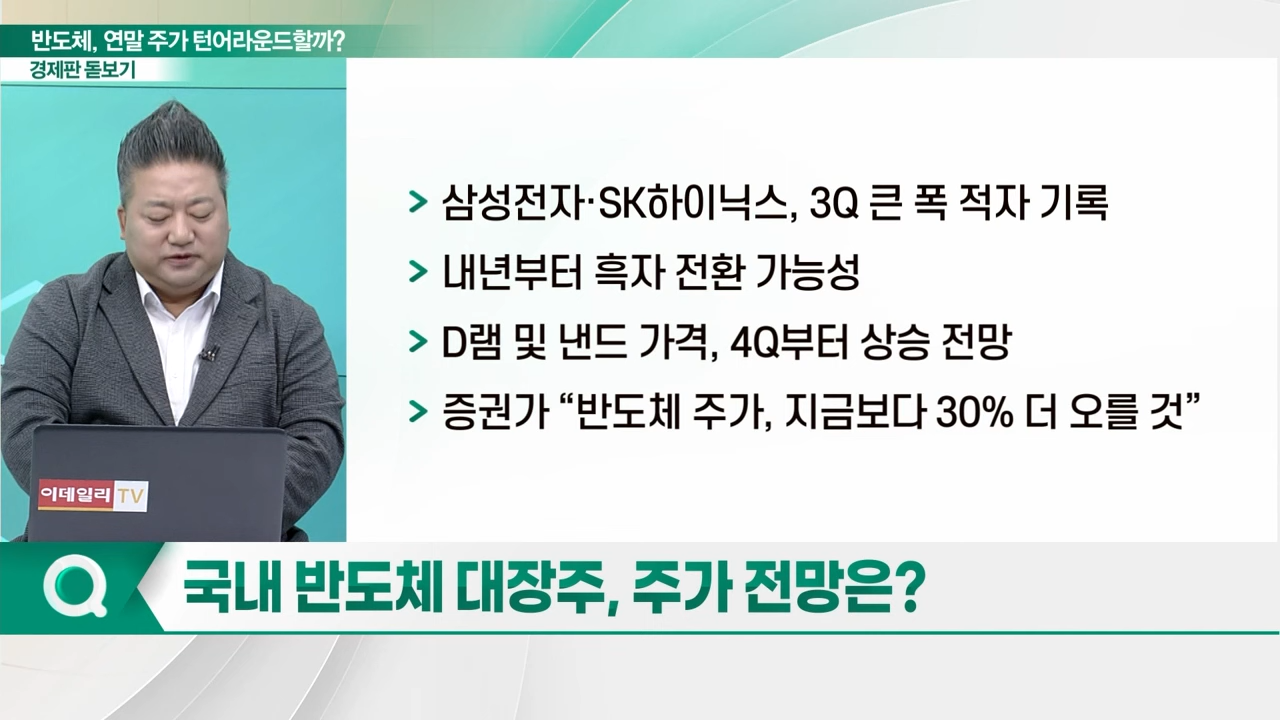 반도체, 연말 주가 턴어라운드할까?
경제판 돋보기
> 삼성전자·SK하이닉스, 3Q 큰 폭 적자 기록
> 내년부터 흑자 전환 가능성
> D램 및 낸드 가격, 4Q부터 상승 전망
> 증권가 “반도체 주가, 지금보다 30% 더 오를 것”
이데일리 TV
Q 국내 반도체 대장주, 주가 전망은?